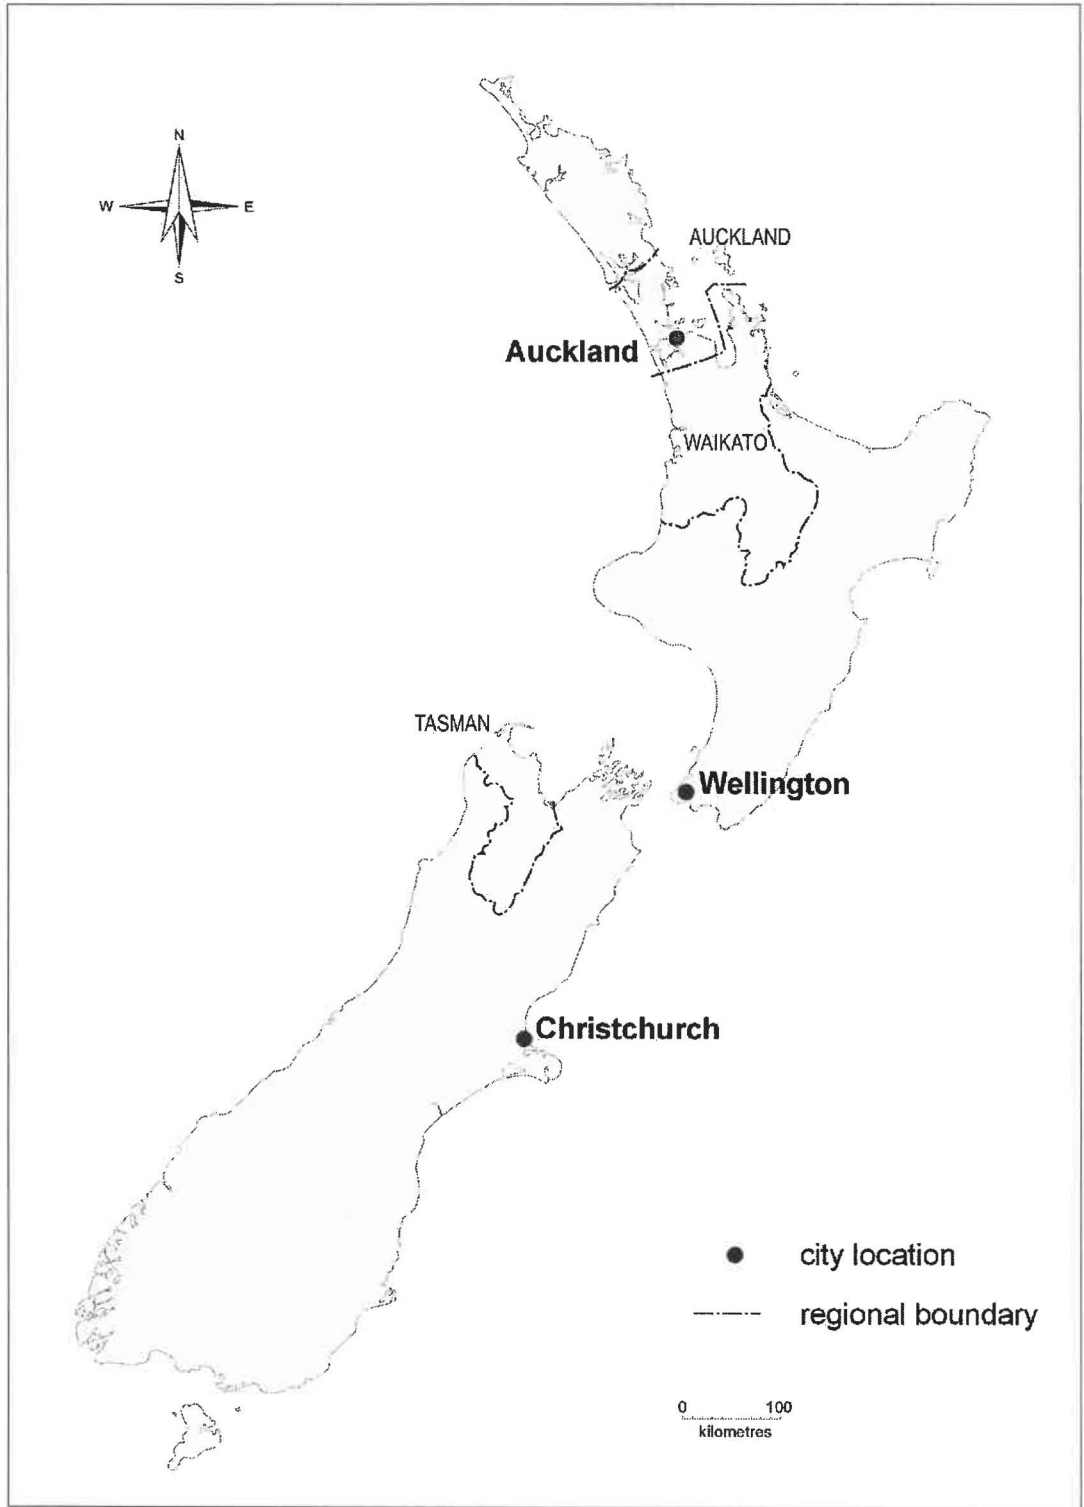 N
W E
S
AUCKLAND
Auckland
WAIKATO
TASMAN
Wellington
Christchurch
city location
regional boundary
0 100
kilometres